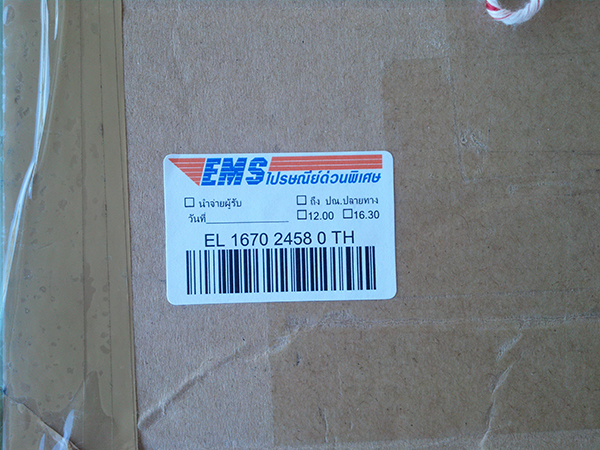 EMS ไปรษณีย์ด่วนพิเศษ
นำจ่ายผู้รับ ถึง ปณ.ปลายทาง
วันที่ 12.00 16.30
EL 1670 2458 0 TH